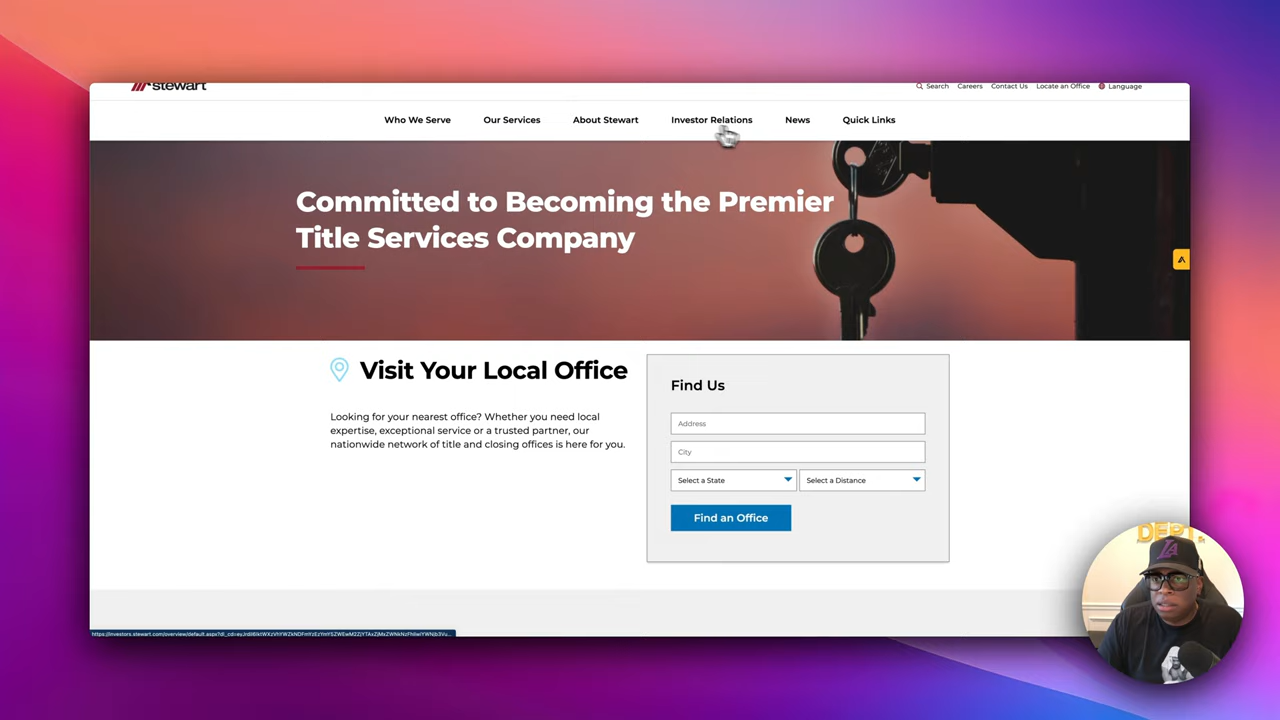 stewart
Search Careers Contact Us Locate an Office Language
Who We Serve Our Services About Stewart Investor Relations News Quick Links
Committed to Becoming the Premier
Title Services Company
Visit Your Local Office
Looking for your nearest office? Whether you need local
expertise, exceptional service or a trusted partner, our
nationwide network of title and closing offices is here for you.
Find Us
Address
City
Select a State Select a Distance
Find an Office
DEPT.
LA